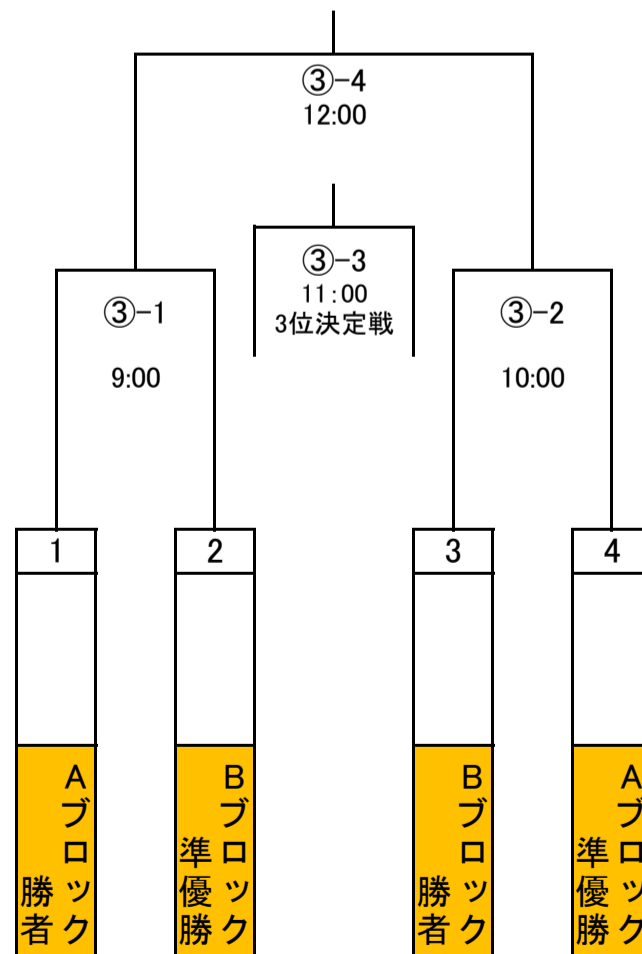 ③-4
12:00
③-3
11:00
3位決定戦
③-1
9:00
③-2
10:00
1
2
3
4
Aブロック
勝者
Bブロック
準優勝
Bブロック
勝者
Aブロック
準優勝